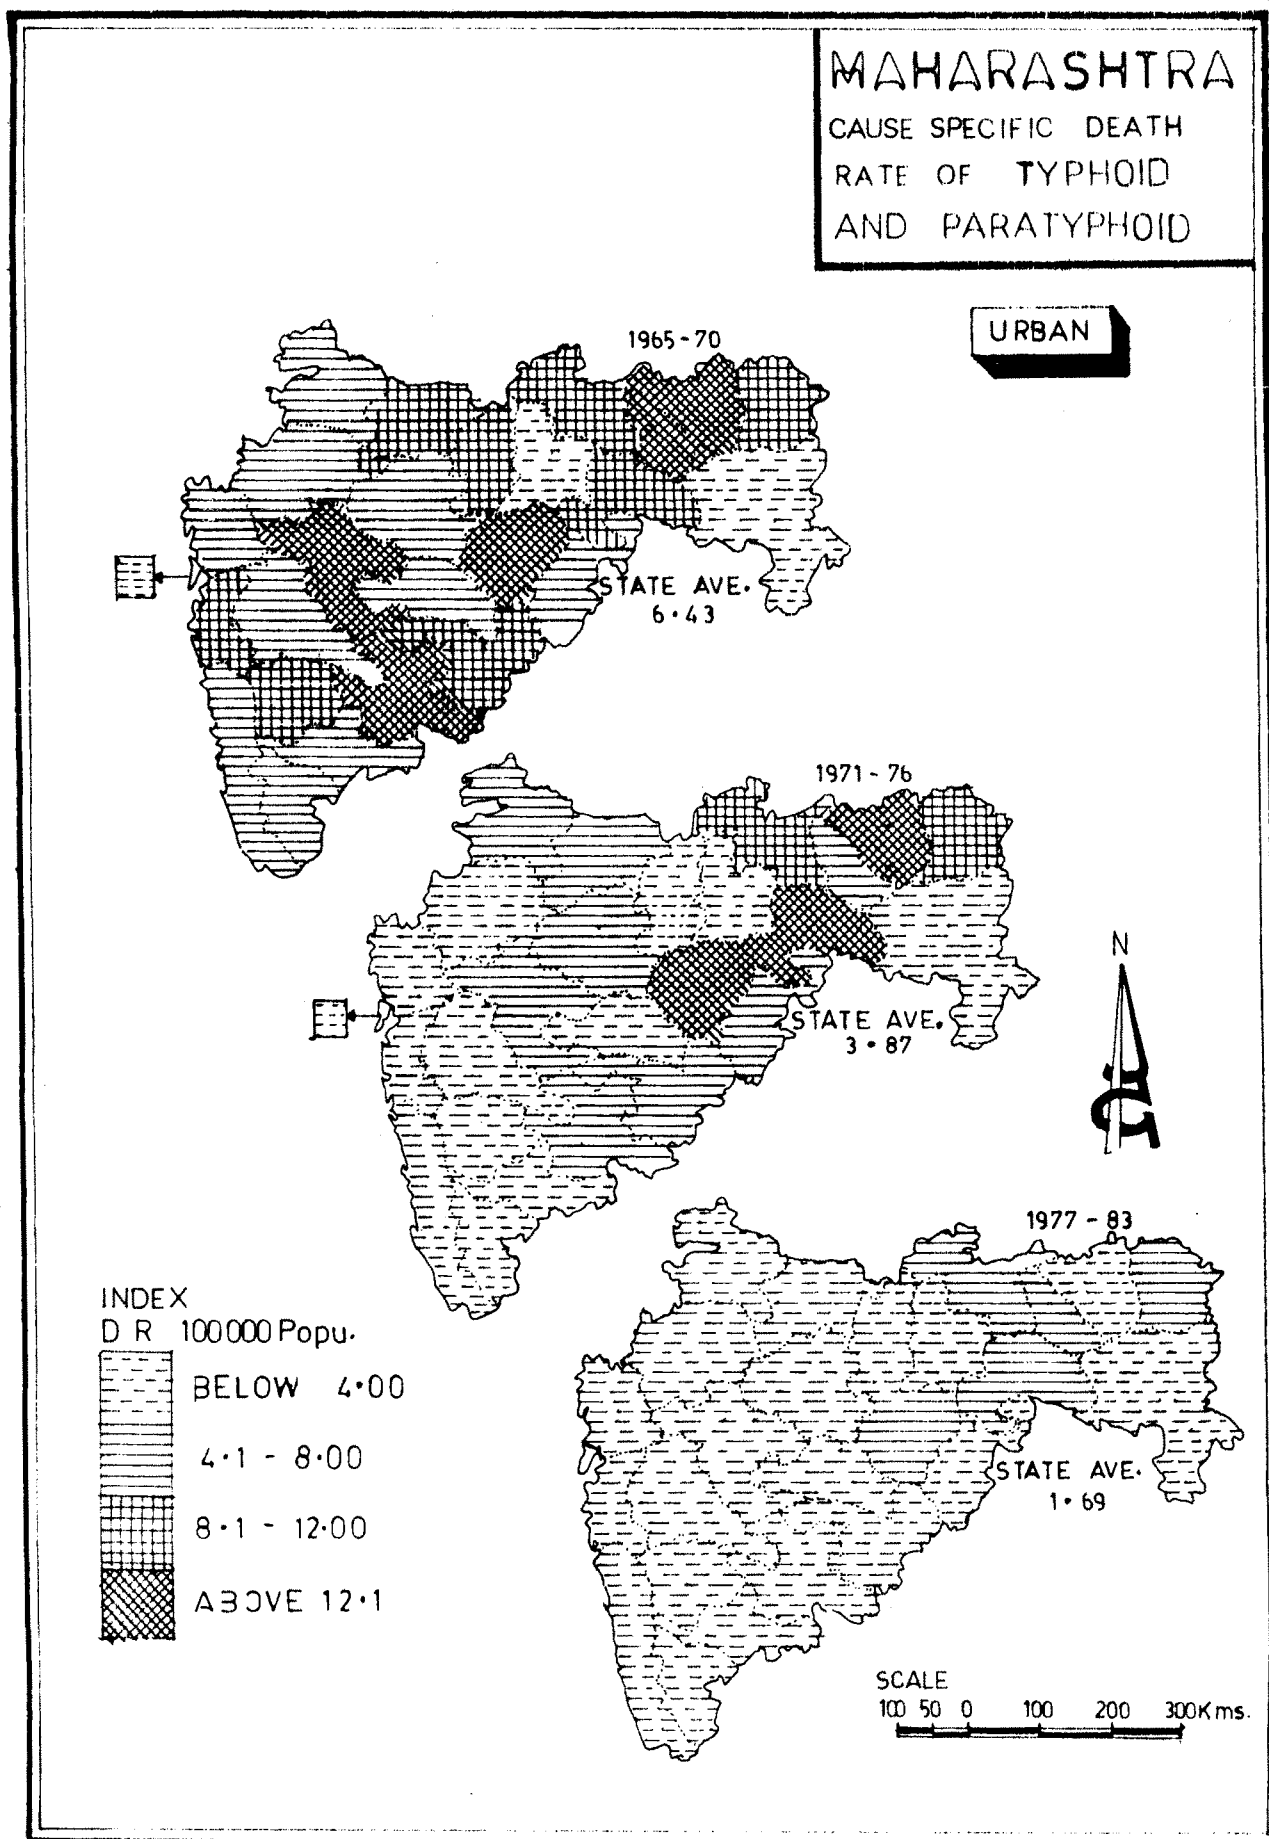 MAHARASHTRA
CAUSE SPECIFIC DEATH
RATE OF TYPHOID
AND PARATYPHOID
URBAN
1965-70
STATE AVE.
6·43
1971-76
STATE AVE.
3·87
N
1977-83
STATE AVE.
1·69
INDEX
D R 100000 Popu.
BELOW 4·00
4·1 - 8·00
8·1 - 12·00
ABOVE 12·1
SCALE
100 50 0 100 200 300Kms.